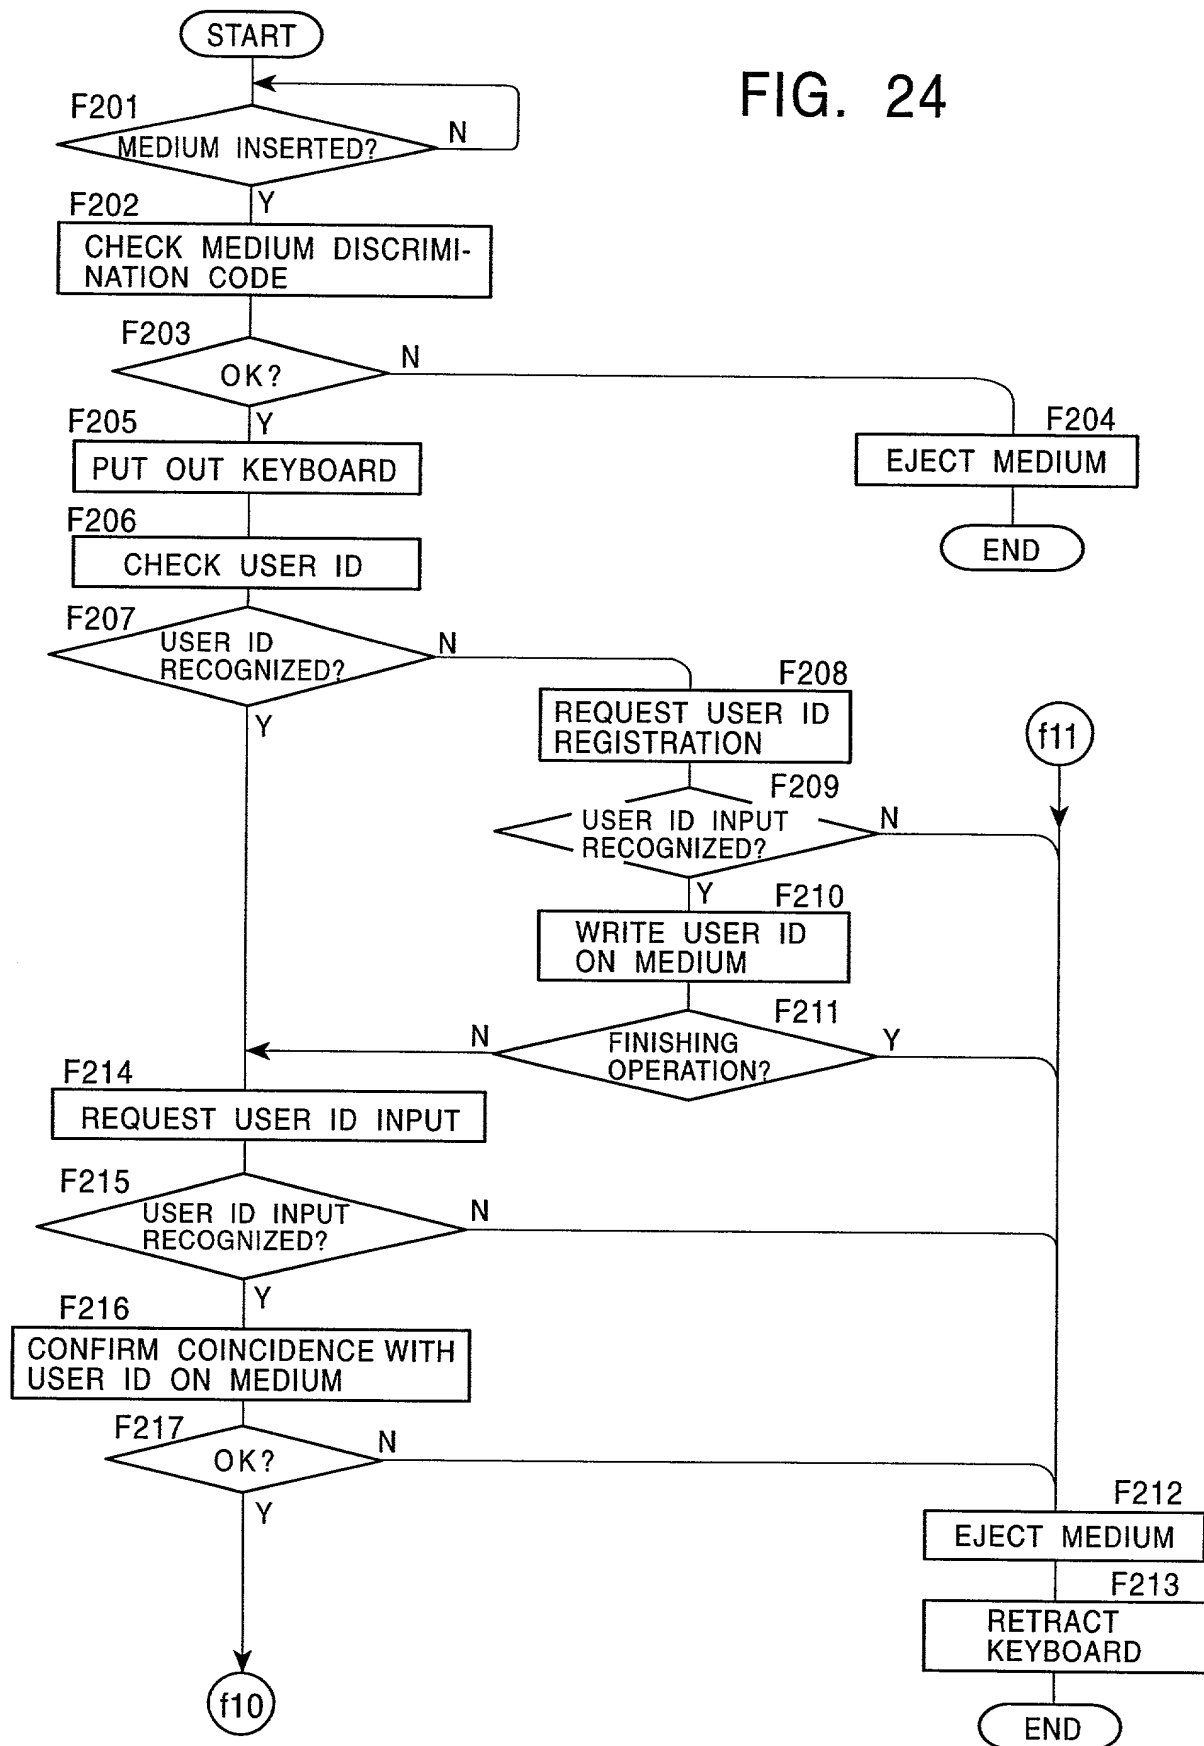 START
FIG. 24
F201
MEDIUM INSERTED?
N
Y
F202
CHECK MEDIUM DISCRIMI-
NATION CODE
F203
OK?
N
Y
F204
EJECT MEDIUM
END
F205
PUT OUT KEYBOARD
F206
CHECK USER ID
F207
USER ID
RECOGNIZED?
N
Y
F208
REQUEST USER ID
REGISTRATION
f11
F209
USER ID INPUT
RECOGNIZED?
N
Y
F210
WRITE USER ID
ON MEDIUM
F211
FINISHING
OPERATION?
N
Y
F214
REQUEST USER ID INPUT
F215
USER ID INPUT
RECOGNIZED?
N
Y
F216
CONFIRM COINCIDENCE WITH
USER ID ON MEDIUM
F217
OK?
N
Y
F212
EJECT MEDIUM
F213
RETRACT
KEYBOARD
f10
END